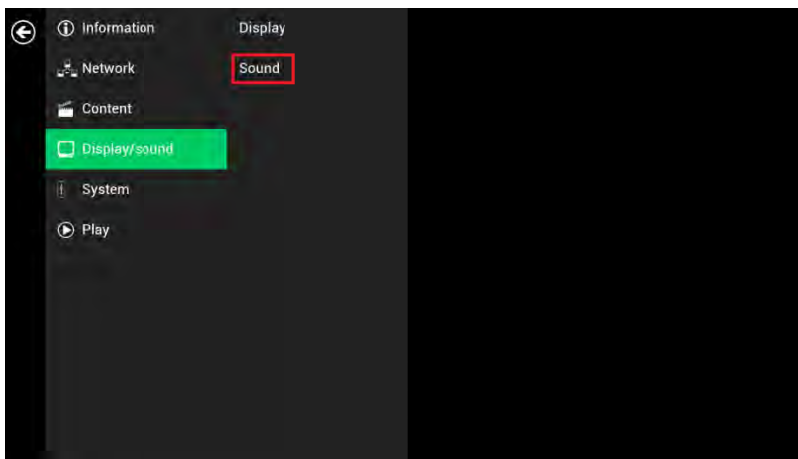 Information
Network
Content
Display/sound
System
Play
Display
Sound